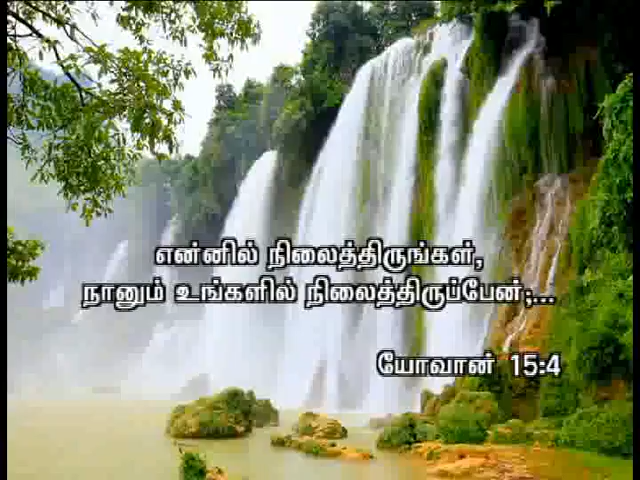 என்னில் நிலைத்திருங்கள்,
நானும் உங்களில் நிலைத்திருப்பேன்;...
யோவான் 15:4